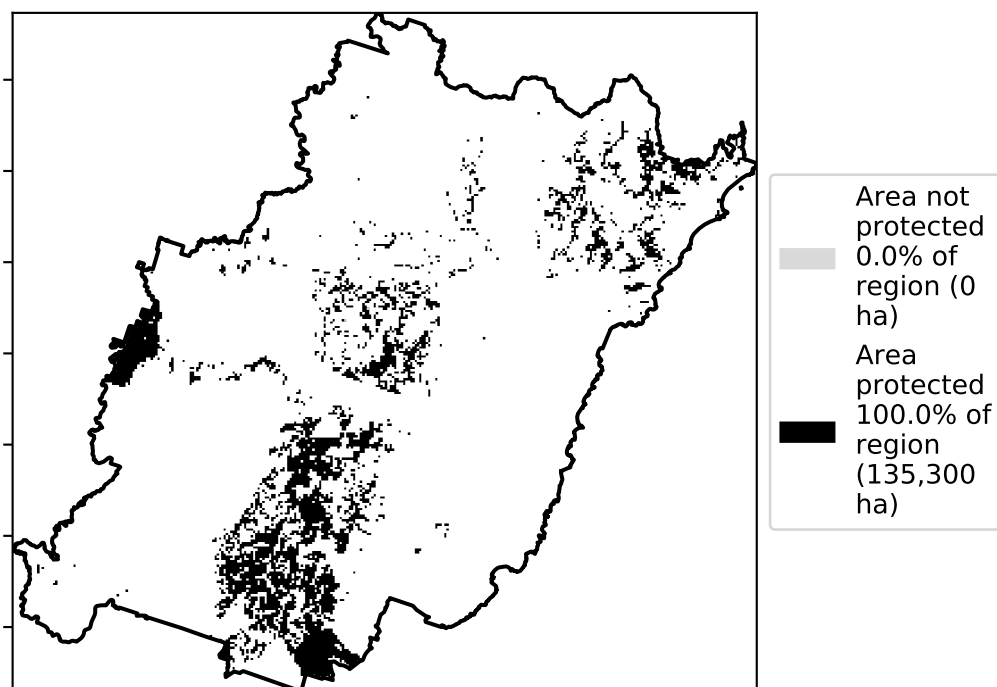 Area not
protected
0.0% of
region (0
ha)
Area
protected
100.0% of
region
(135,300
ha)